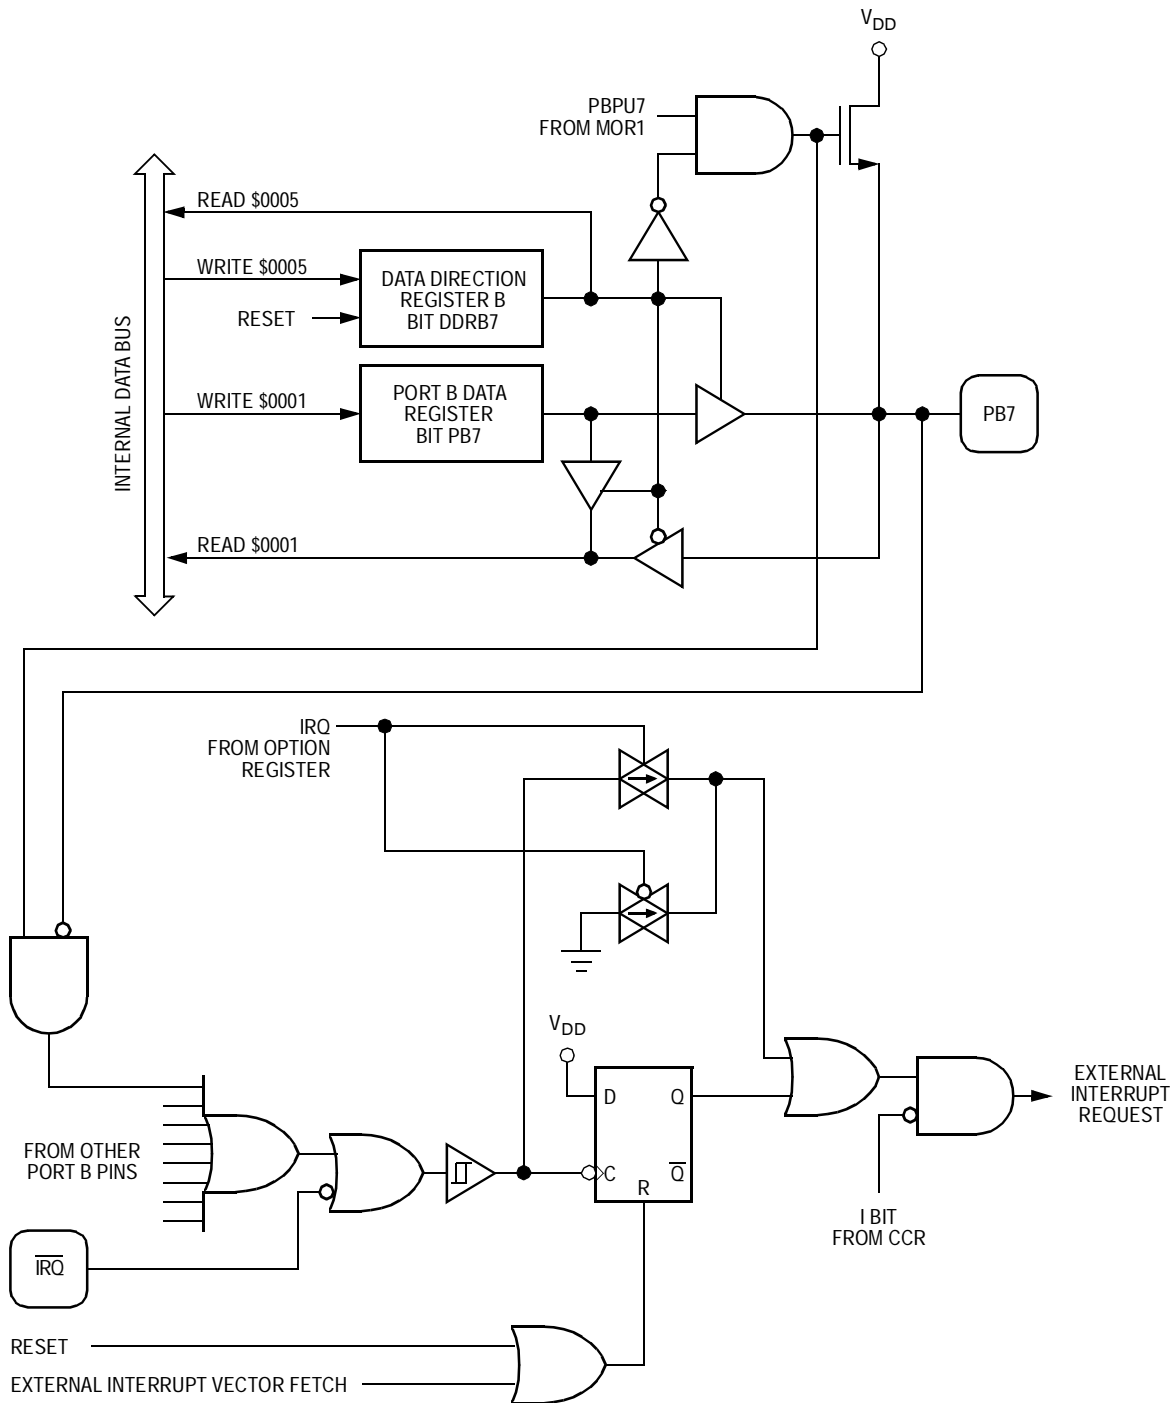 VDD
PBPU7
FROM MOR1
READ $0005
WRITE $0005
DATA DIRECTION
REGISTER B
BIT DDRB7
RESET
INTERNAL DATA BUS
WRITE $0001
PORT B DATA
REGISTER
BIT PB7
PB7
READ $0001
IRQ
FROM OPTION
REGISTER
VDD
D
Q
C
Q̅
R
EXTERNAL
INTERRUPT
REQUEST
FROM OTHER
PORT B PINS
I BIT
FROM CCR
I̅R̅Q̅
RESET
EXTERNAL INTERRUPT VECTOR FETCH